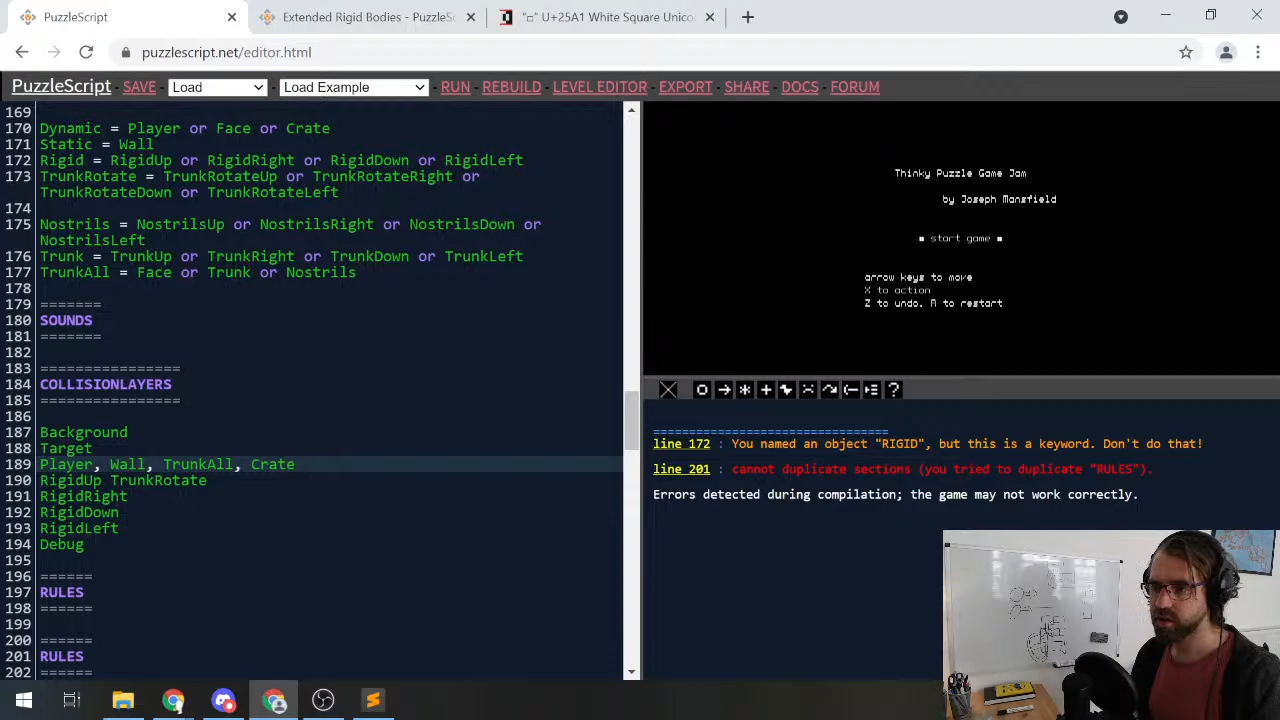 PuzzleScript
Extended Rigid Bodies - PuzzleSc
"□" U+25A1 White Square Unico
puzzlescript.net/editor.html
PuzzleScript SAVE Load Load Example - RUN - REBUILD - LEVEL EDITOR - EXPORT - SHARE - DOCS - FORUM
169
170 Dynamic = Player or Face or Crate
171 Static = Wall
172 Rigid = RigidUp or RigidRight or RigidDown or RigidLeft
173 TrunkRotate = TrunkRotateUp or TrunkRotateRight or
TrunkRotateDown or TrunkRotateLeft
174
175 Nostrils = NostrilsUp or NostrilsRight or NostrilsDown or
NostrilsLeft
176 Trunk = TrunkUp or TrunkRight or TrunkDown or TrunkLeft
177 TrunkAll = Face or Trunk or Nostrils
178
179 =======
180 SOUNDS
181 =======
182
183 ================
184 COLLISIONLAYERS
185 ================
186
187 Background
188 Target
189 Player, Wall, TrunkAll, Crate
190 RigidUp TrunkRotate
191 RigidRight
192 RigidDown
193 RigidLeft
194 Debug
195
196 ======
197 RULES
198 ======
199
200 ======
201 RULES
202 ======
Thinky Puzzle Game Jam
by Joseph Mansfield
start game
arrow keys to move
X to action
Z to undo, R to restart
=================================
line 172 : You named an object "RIGID", but this is a keyword. Don't do that!
line 201 : cannot duplicate sections (you tried to duplicate "RULES").
Errors detected during compilation; the game may not work correctly.